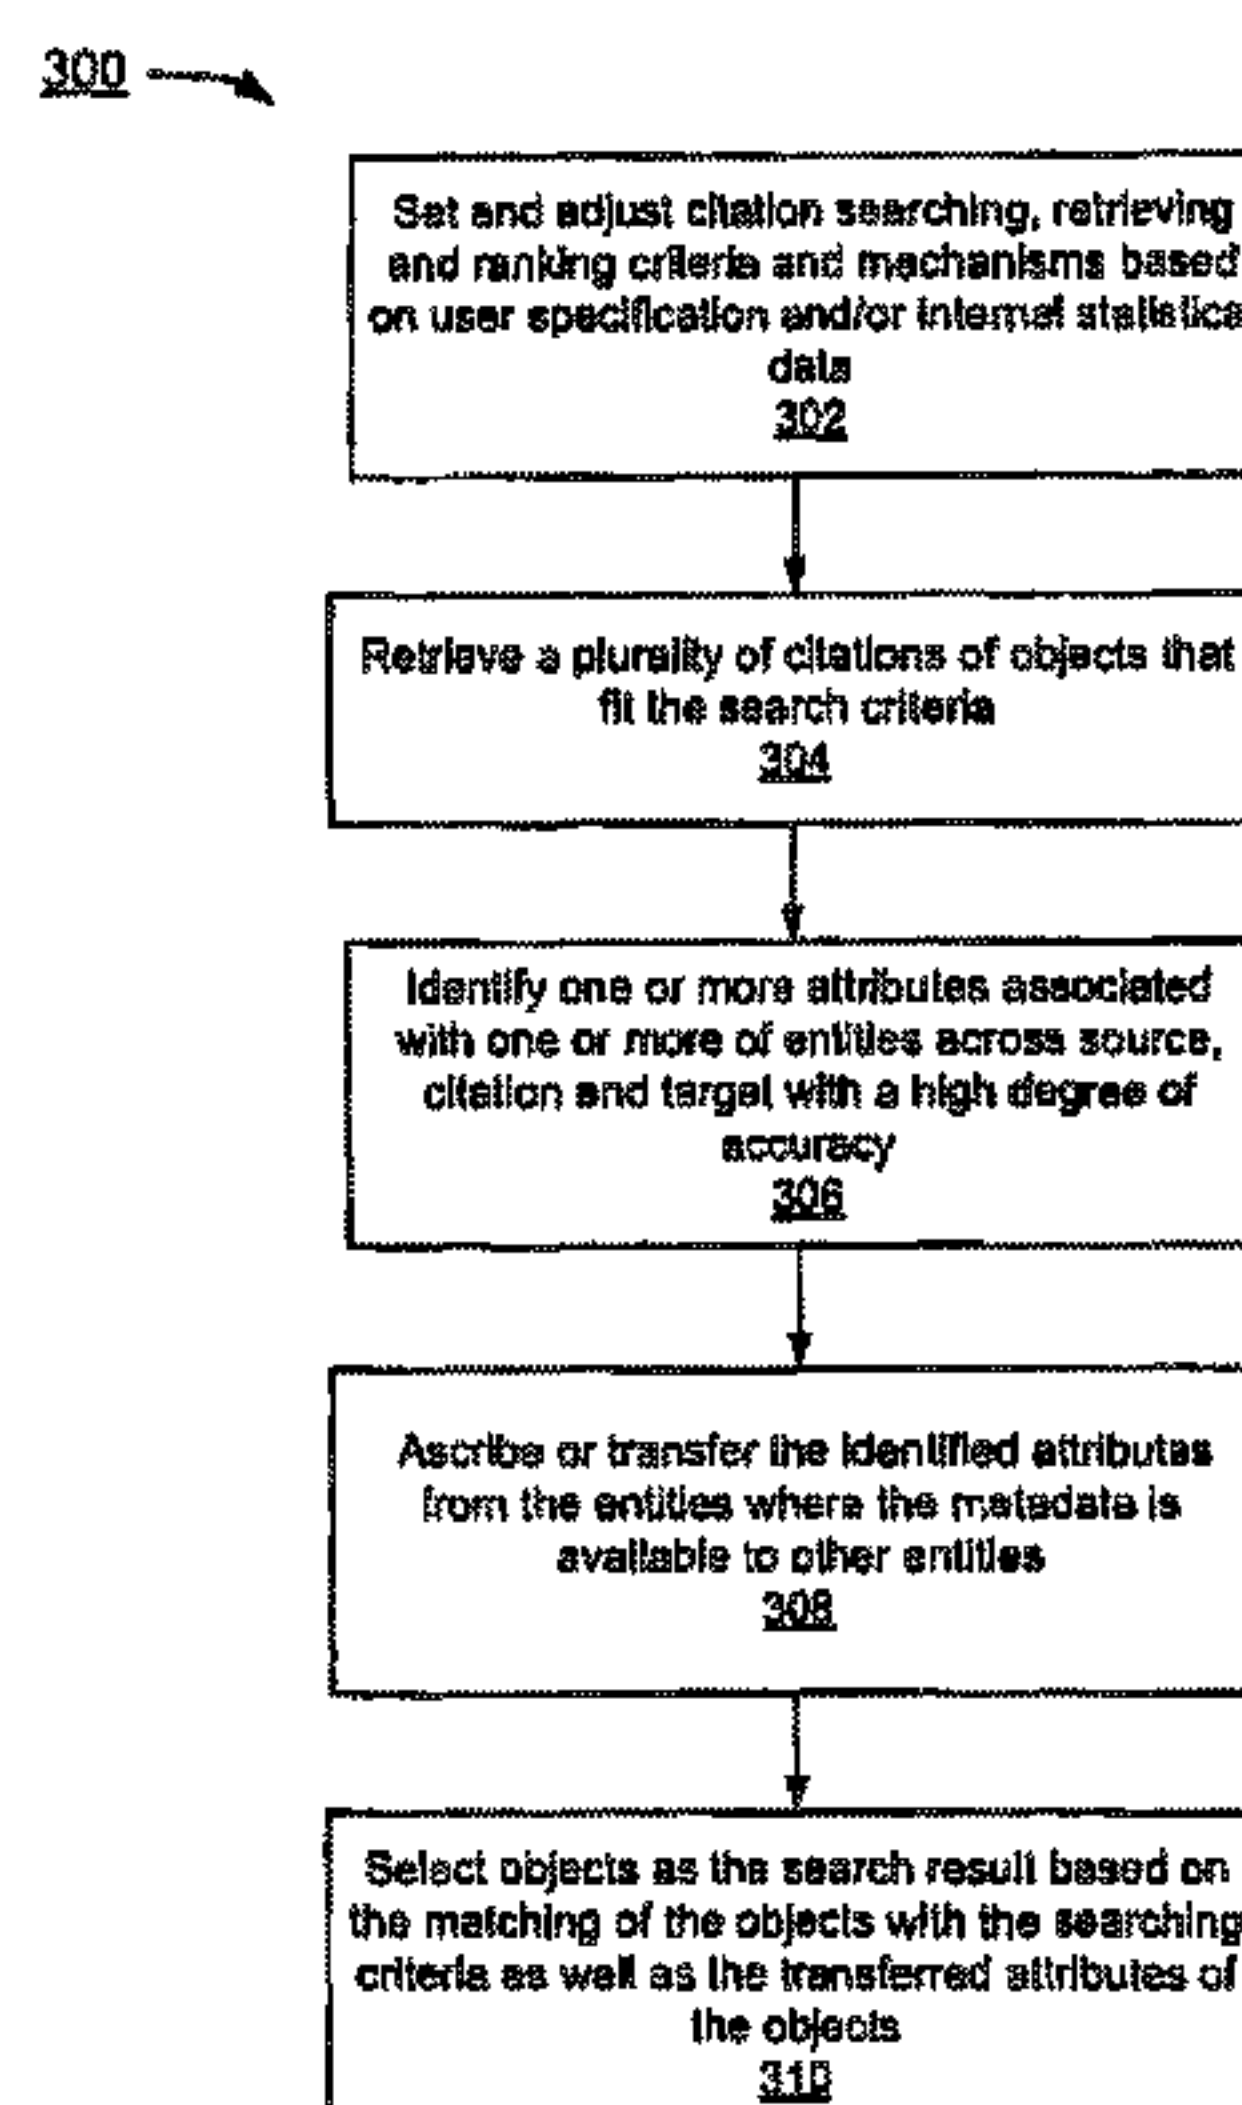 300
Set and adjust citation searching, retrieving
and ranking criteria and mechanisms based
on user specification and/or internal statistica
data
302
Retrieve a plurality of citations of objects that
fit the search criteria
304
Identify one or more attributes associated
with one or more of entities across source,
citation and target with a high degree of
accuracy
306
Ascribe or transfer the identified attributes
from the entities where the metadata is
available to other entities
308
Select objects as the search result based on
the matching of the objects with the searching
criteria as well as the transferred attributes of
the objects
310